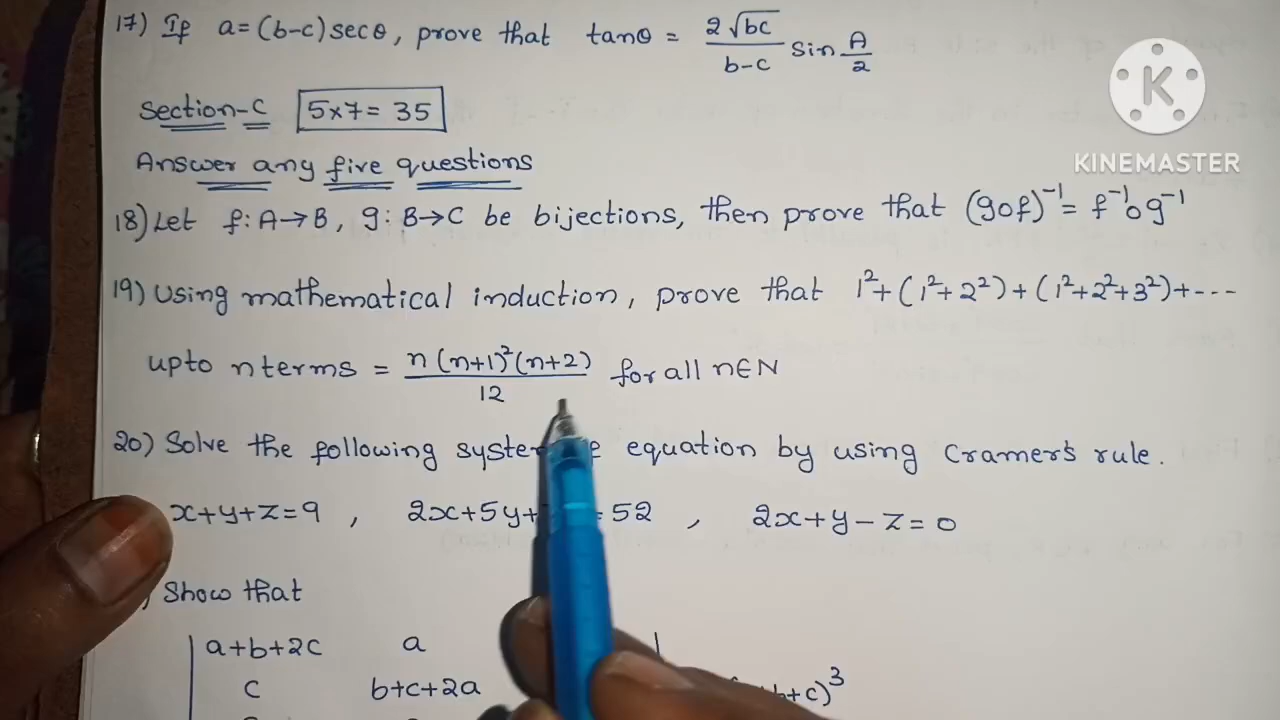 17) If a=(b-c) secθ, prove that tanθ = 2√bc / b-c sin A/2
KINEMASTER
Section-C 5x7= 35
Answer any five questions
18) Let f: A→B, g: B→C be bijections, then prove that (gof)⁻¹= f⁻¹og⁻¹
19) Using mathematical induction, prove that 1²+(1²+2²)+(1²+2²+3²)+---
upto n terms = n(n+1)²(n+2) / 12 for all n∈N
20) Solve the following equation by using Cramer's rule.
x+y+z=9 , 2x+5y+ =52 , 2x+y-z=0
Show that
a+b+2c a
c b+c+2a +c)³